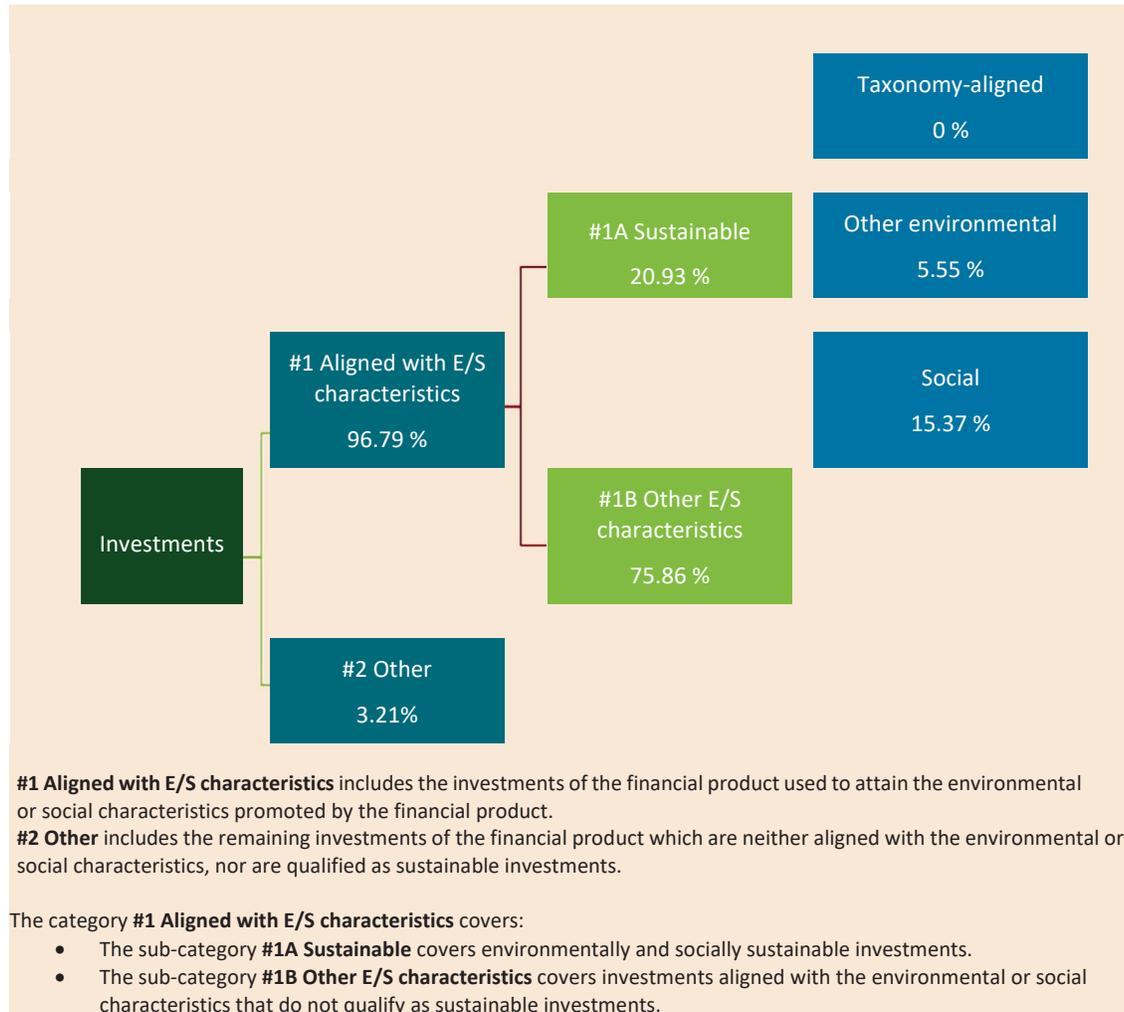 Taxonomy-aligned
0 %
#1A Sustainable
20.93 %
Other environmental
5.55 %
#1 Aligned with E/S
characteristics
96.79 %
Social
15.37 %
Investments
#1B Other E/S
characteristics
75.86 %
#2 Other
3.21%
#1 Aligned with E/S characteristics includes the investments of the financial product used to attain the environmental
or social characteristics promoted by the financial product.
#2 Other includes the remaining investments of the financial product which are neither aligned with the environmental or
social characteristics, nor are qualified as sustainable investments.
The category #1 Aligned with E/S characteristics covers:
• The sub-category #1A Sustainable covers environmentally and socially sustainable investments.
• The sub-category #1B Other E/S characteristics covers investments aligned with the environmental or social
characteristics that do not qualify as sustainable investments.